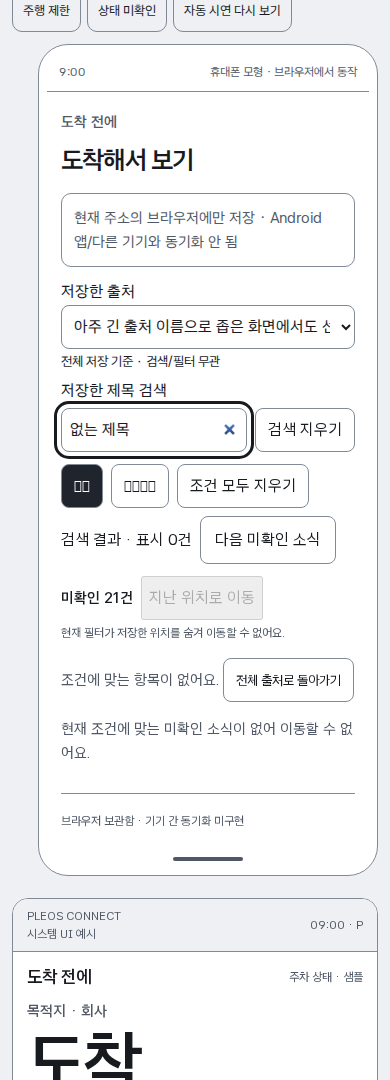 주행 제한
상태 미확인
자동 시연 다시 보기
9:00
휴대폰 모형 · 브라우저에서 동작
도착 전에
도착해서 보기
현재 주소의 브라우저에만 저장 · Android
앱/다른 기기와 동기화 안 됨
저장한 출처
아주 긴 출처 이름으로 좁은 화면에서도
전체 저장 기준 · 검색/필터 무관
저장한 제목 검색
없는 제목
검색 지우기
조건 모두 지우기
검색 결과 · 표시 0건
다음 미확인 소식
미확인 21건
지난 위치로 이동
현재 필터가 저장한 위치를 숨겨 이동할 수 없어요.
조건에 맞는 항목이 없어요.
전체 출처로 돌아가기
현재 조건에 맞는 미확인 소식이 없어 이동할 수 없
어요.
브라우저 보관함 · 기기 간 동기화 미구현
PLEOS CONNECT
시스템 UI 예시
09:00 · P
도착 전에
주차 상태 · 샘플
목적지 · 회사
도착